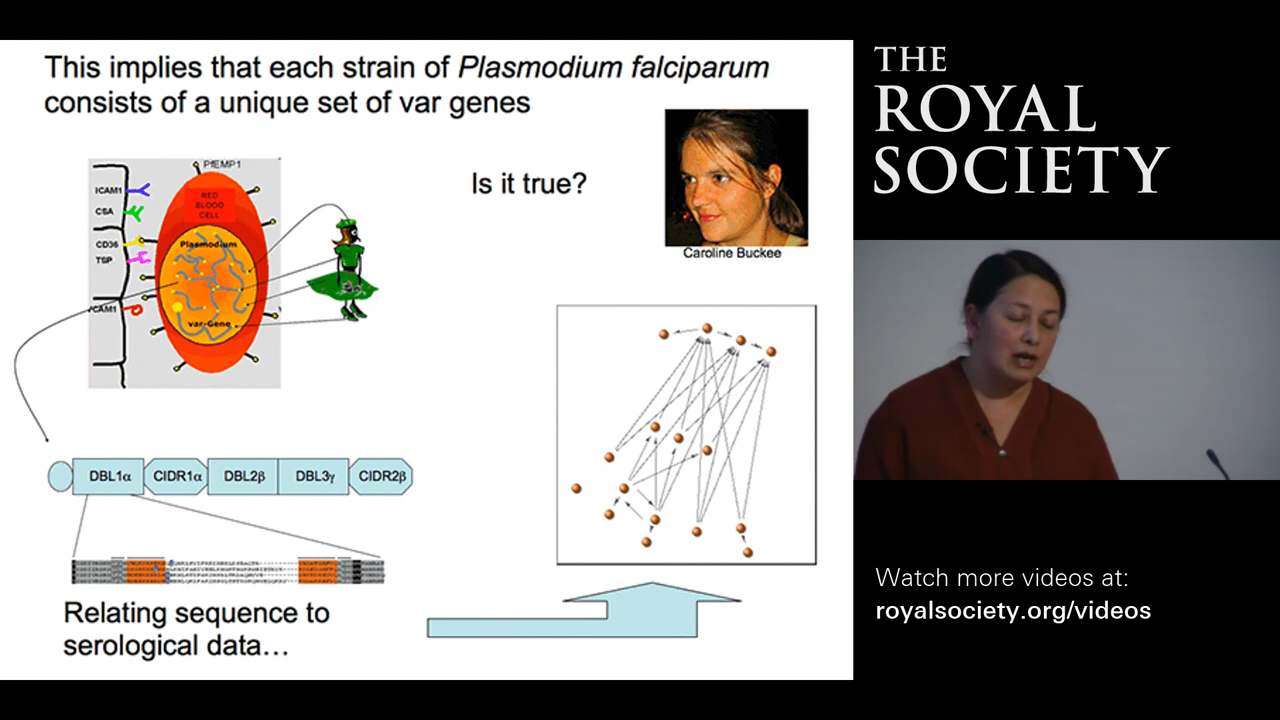 This implies that each strain of Plasmodium falciparum
consists of a unique set of var genes
Is it true?
Caroline Buckee
PfEMP1
ICAM1
CSA
CD36
TSP
VCAM1
RED
BLOOD
CELL
Plasmodium
var-Gene
DBL1α
CIDR1α
DBL2β
DBL3γ
CIDR2β
Relating sequence to
serological data...
THE
ROYAL
SOCIETY
Watch more videos at:
royalsociety.org/videos